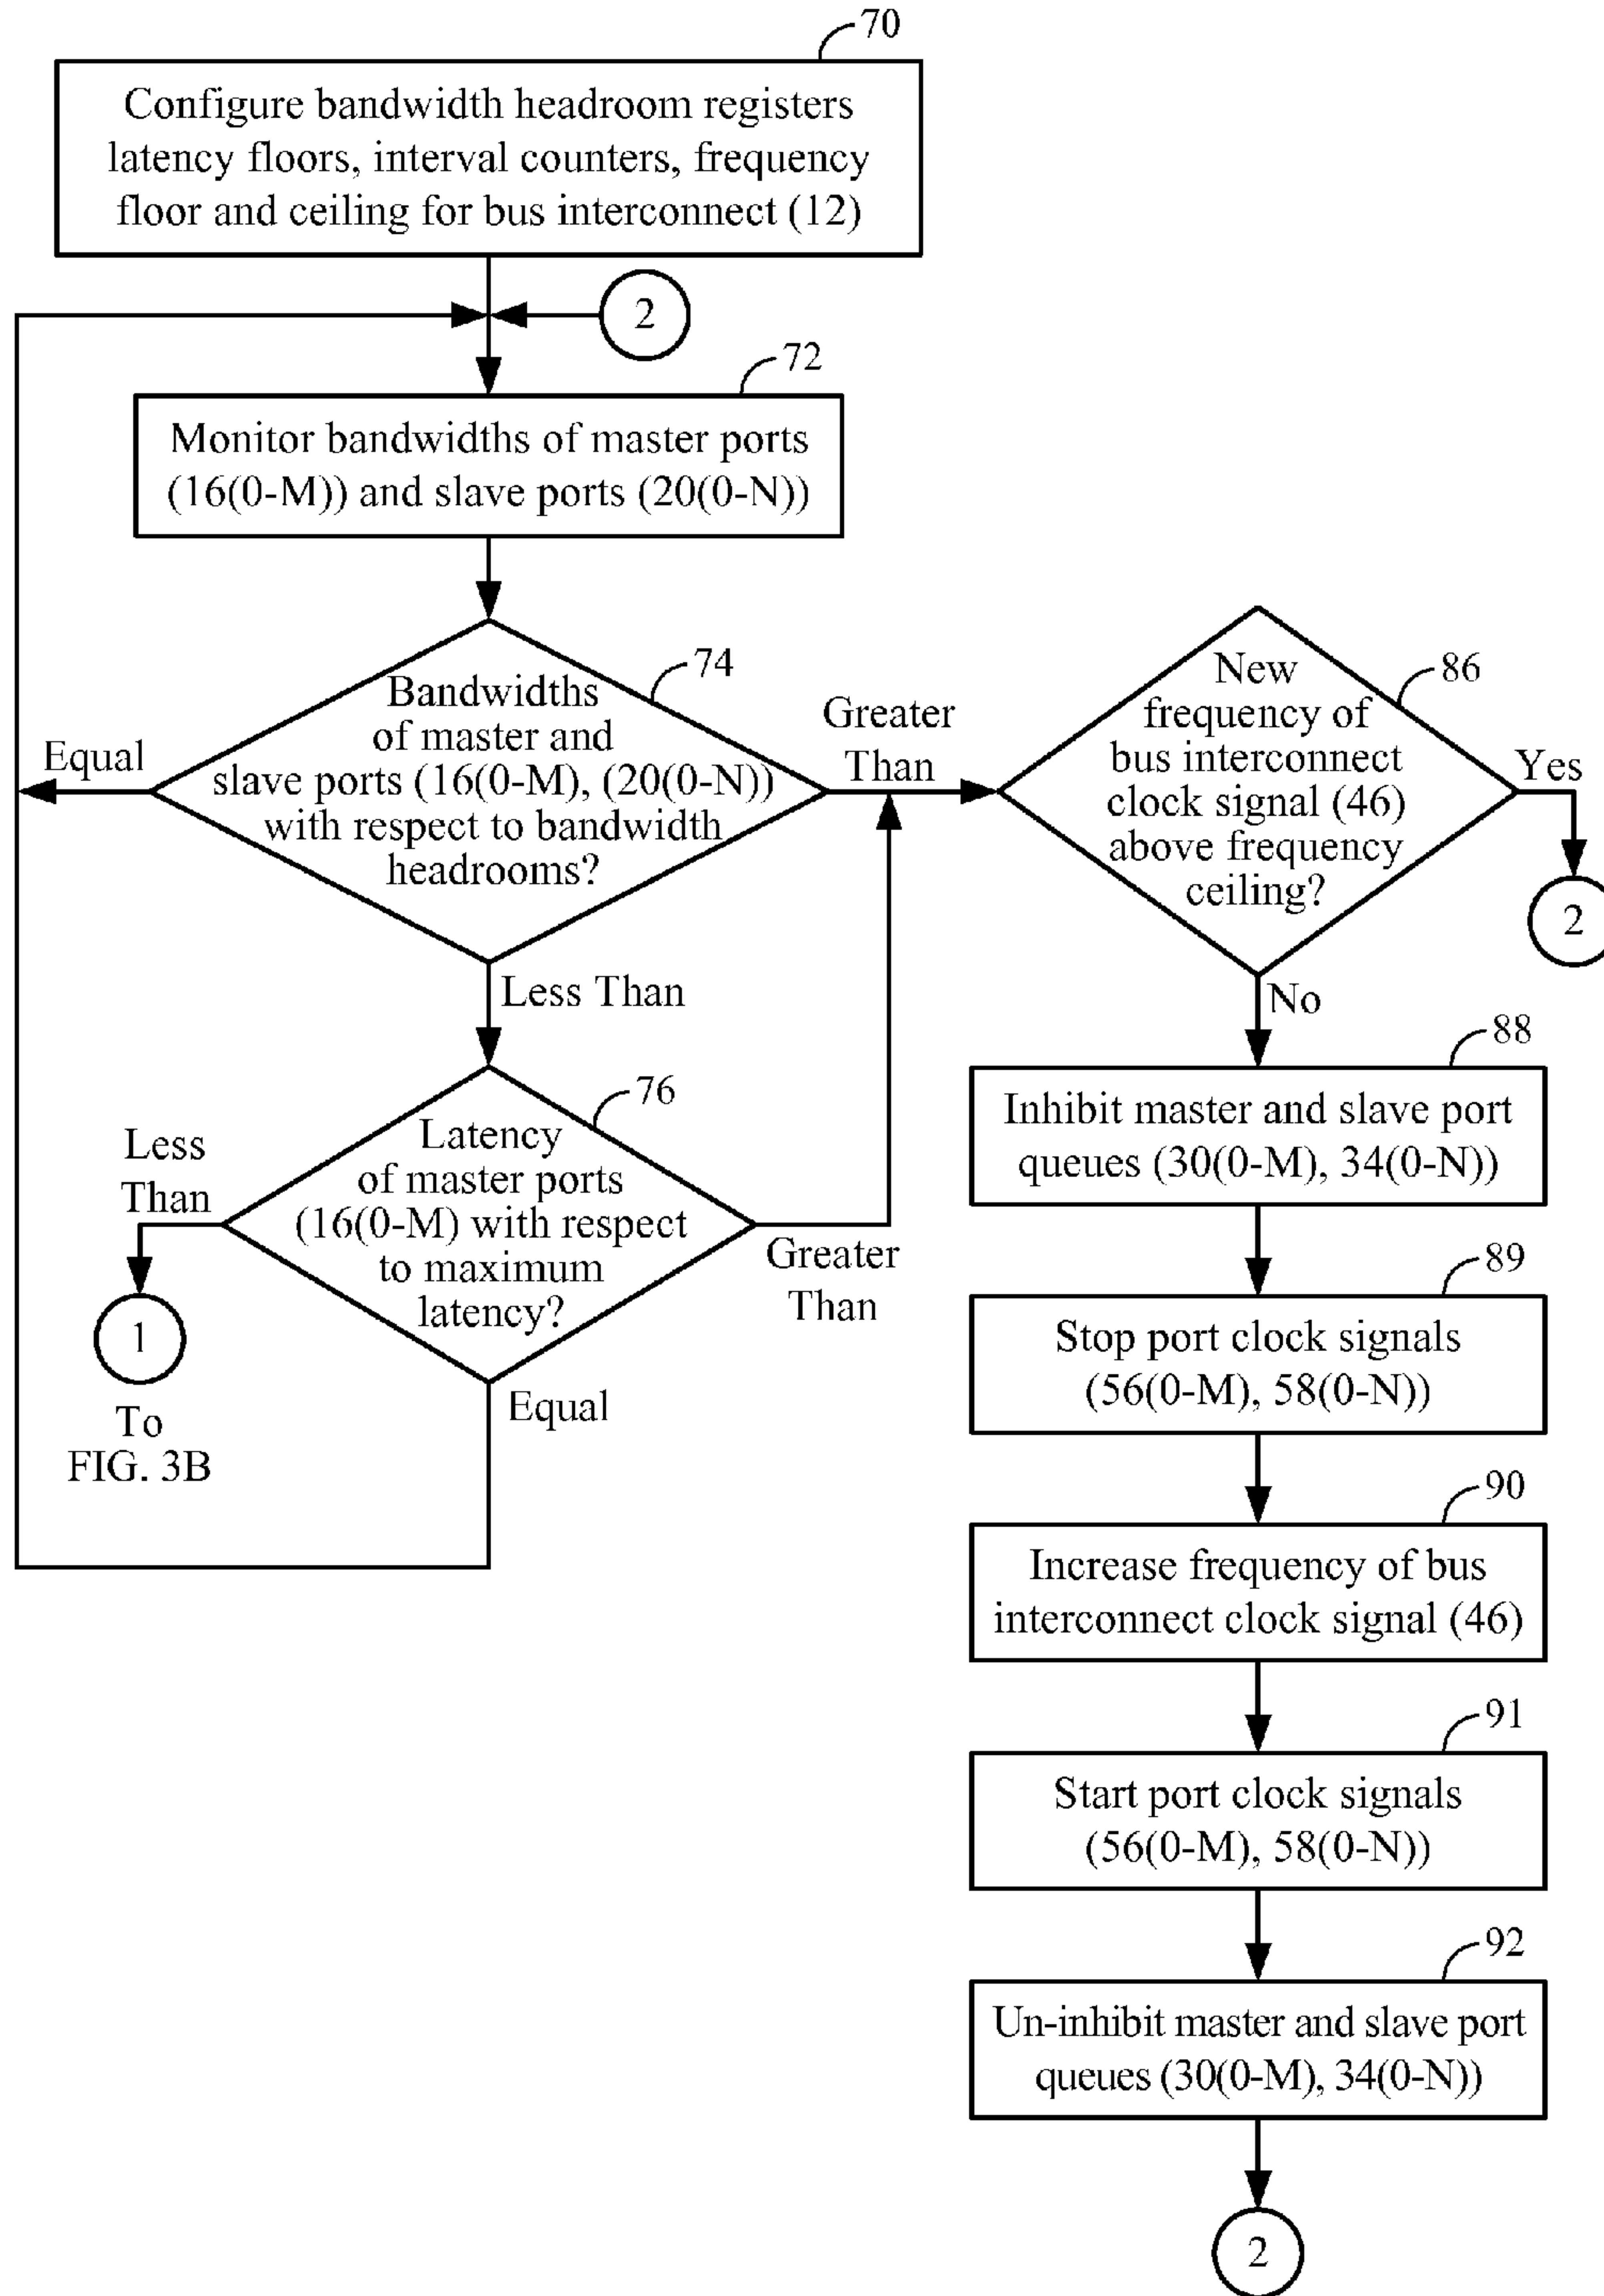 70
Configure bandwidth headroom registers
latency floors, interval counters, frequency
floor and ceiling for bus interconnect (12)
2
72
Monitor bandwidths of master ports
(16(0-M)) and slave ports (20(0-N))
74
Bandwidths
of master and
slave ports (16(0-M), (20(0-N))
with respect to bandwidth
headrooms?
Equal
Greater
Than
Less Than
76
Latency
of master ports
(16(0-M) with respect
to maximum
latency?
Less
Than
1
To
FIG. 3B
Greater
Than
Equal
86
New
frequency of
bus interconnect
clock signal (46)
above frequency
ceiling?
Yes
2
No
88
Inhibit master and slave port
queues (30(0-M), 34(0-N))
89
Stop port clock signals
(56(0-M), 58(0-N))
90
Increase frequency of bus
interconnect clock signal (46)
91
Start port clock signals
(56(0-M), 58(0-N))
92
Un-inhibit master and slave port
queues (30(0-M), 34(0-N))
2